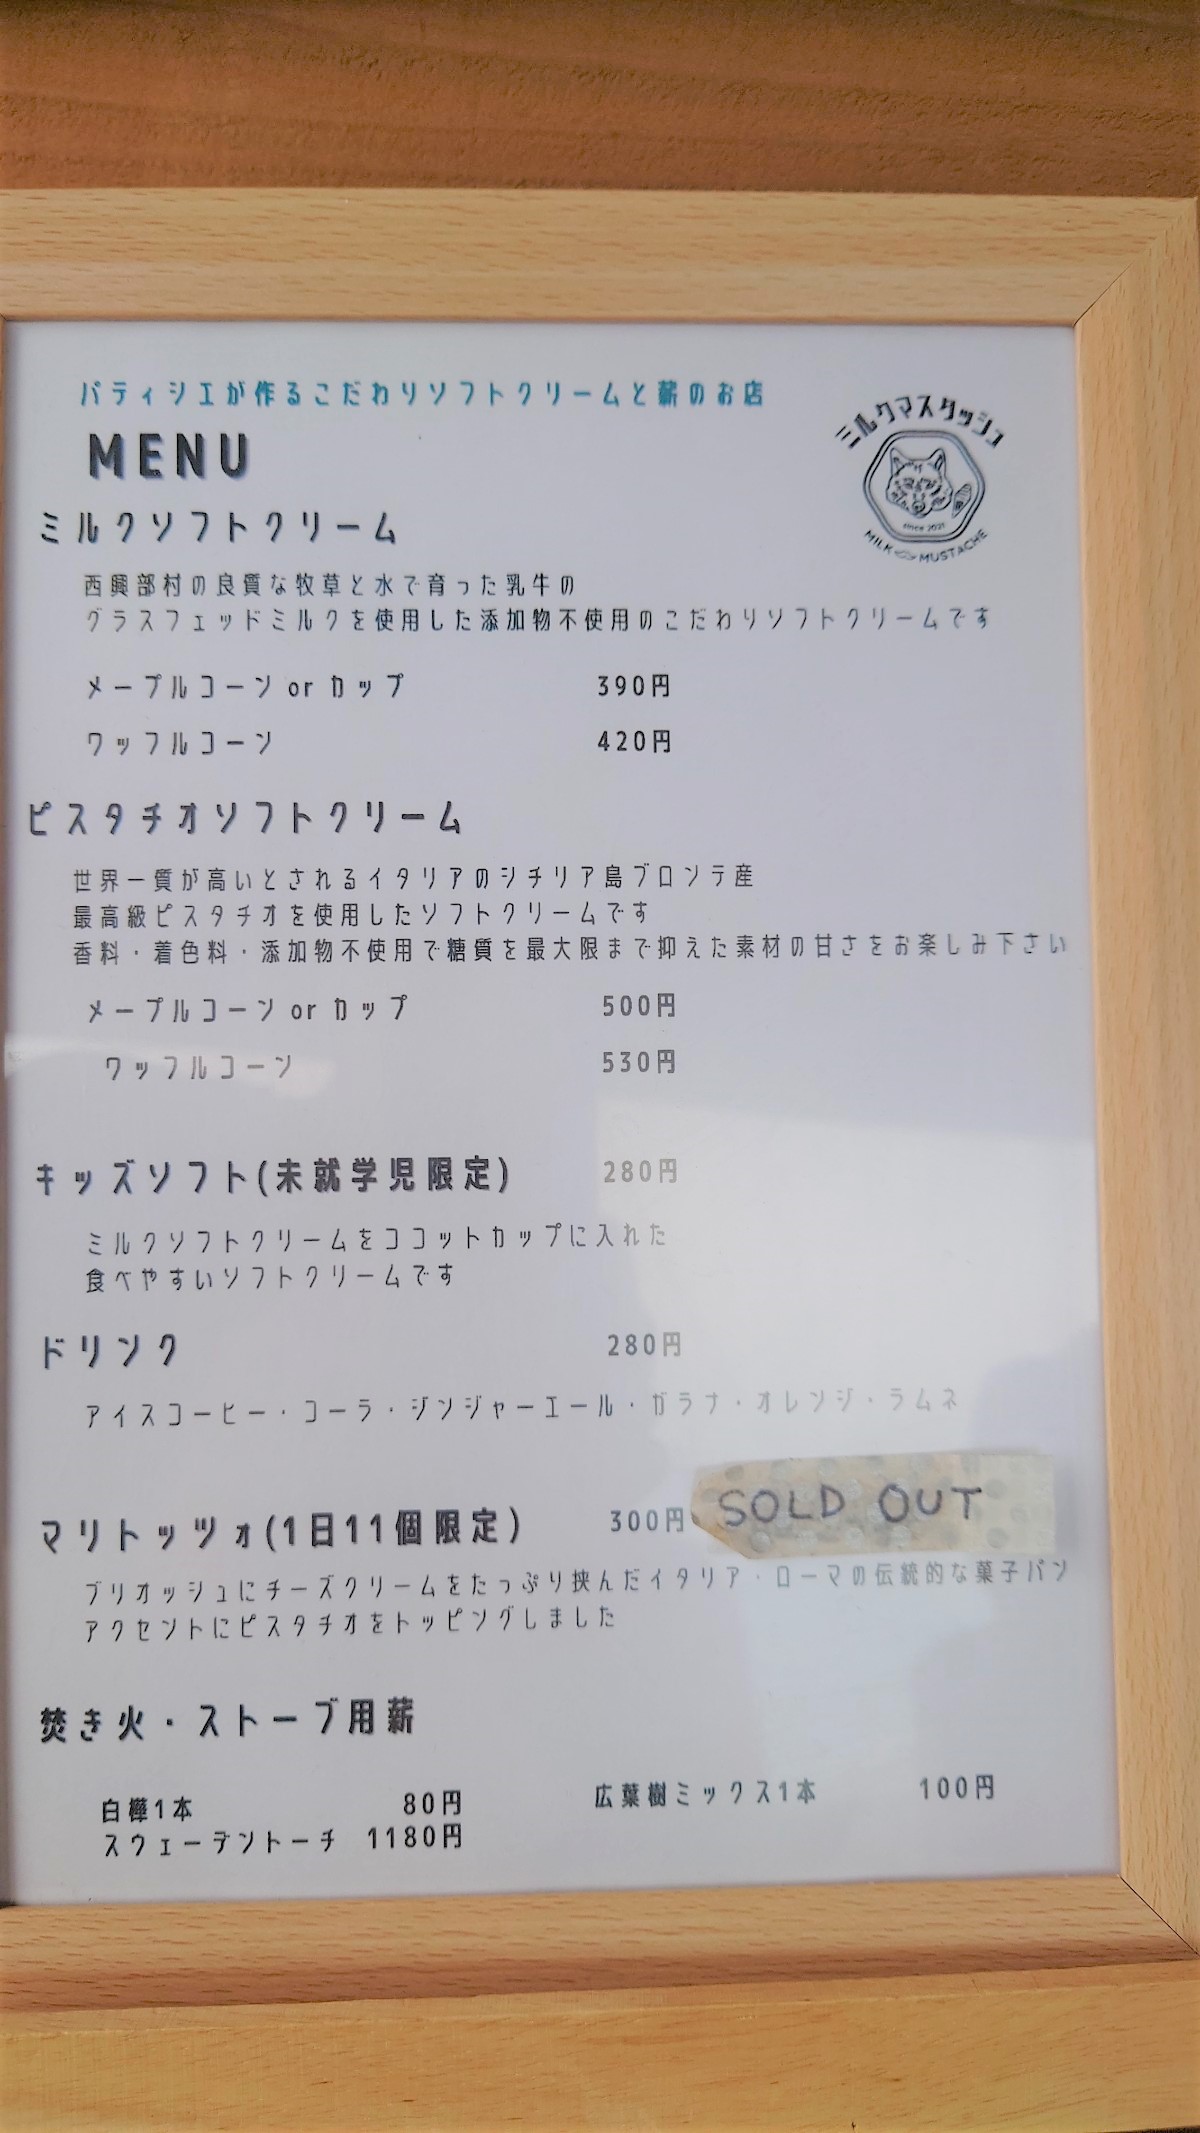 パティシエが作るこだわりソフトクリームと薪のお店
MENU
ミルクマスタッシュ
since 2021
MILK MUSTACHE
ミルクソフトクリーム
西興部村の良質な牧草と水で育った乳牛の
グラスフェッドミルクを使用した添加物不使用のこだわりソフトクリームです
メープルコーン or カップ 390円
ワッフルコーン 420円
ピスタチオソフトクリーム
世界一質が高いとされるイタリアのシチリア島ブロンテ産
最高級ピスタチオを使用したソフトクリームです
香料・着色料・添加物不使用で糖質を最大限まで抑えた素材の甘さをお楽しみ下さい
メープルコーン or カップ 500円
ワッフルコーン 530円
キッズソフト(未就学児限定) 280円
ミルクソフトクリームをココットカップに入れた
食べやすいソフトクリームです
ドリンク 280円
アイスコーヒー・コーラ・ジンジャーエール・ガラナ・オレンジ・ラムネ
マリトッツォ(1日11個限定) 300円 SOLD OUT
ブリオッシュにチーズクリームをたっぷり挟んだイタリア・ローマの伝統的な菓子パン
アクセントにピスタチオをトッピングしました
焚き火・ストーブ用薪
白樺1本 80円 広葉樹ミックス1本 100円
スウェーデントーチ 1180円